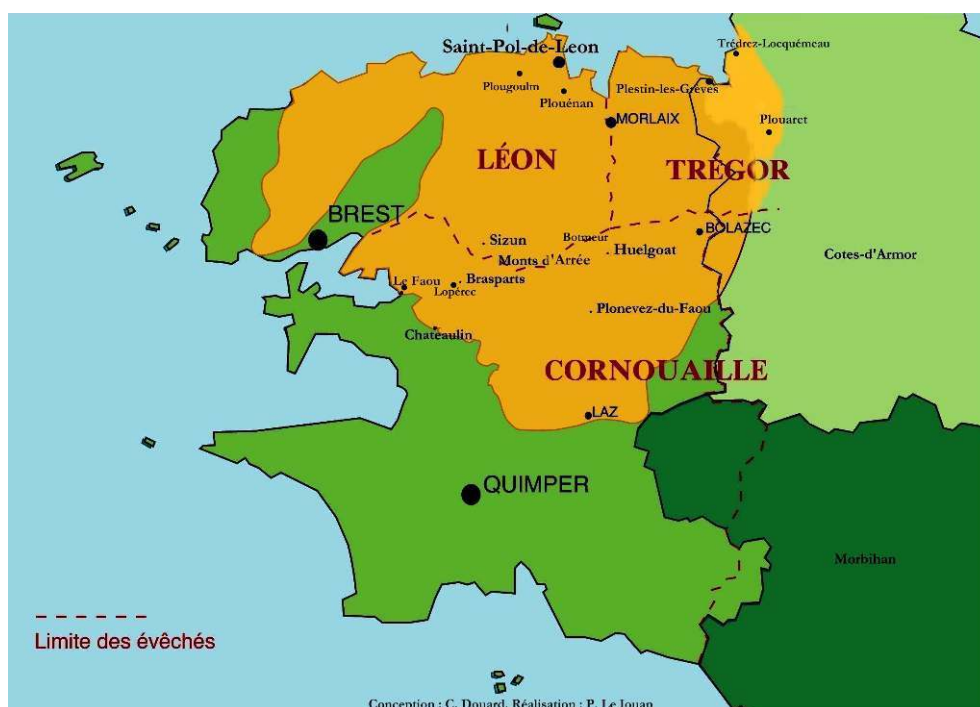 Trédrez-Locquémeau
Saint-Pol-de-Leon
Plougoulm
Plestin-les-Grèves
Plouénan
MORLAIX
Plouaret
LÉON
TRÉGOR
BREST
BOLAZEC
Sizun
Botmeur
Huelgoat
Cotes-d'Armor
Monts d'Arrée
Le Faou
Brasparts
Lopérec
Plonevez-du-Faou
Chatéaulin
CORNOUAILLE
LAZ
QUIMPER
Morbihan
Limite des évêchés
Conception : C. Douard, Réalisation : P. Le Jouan